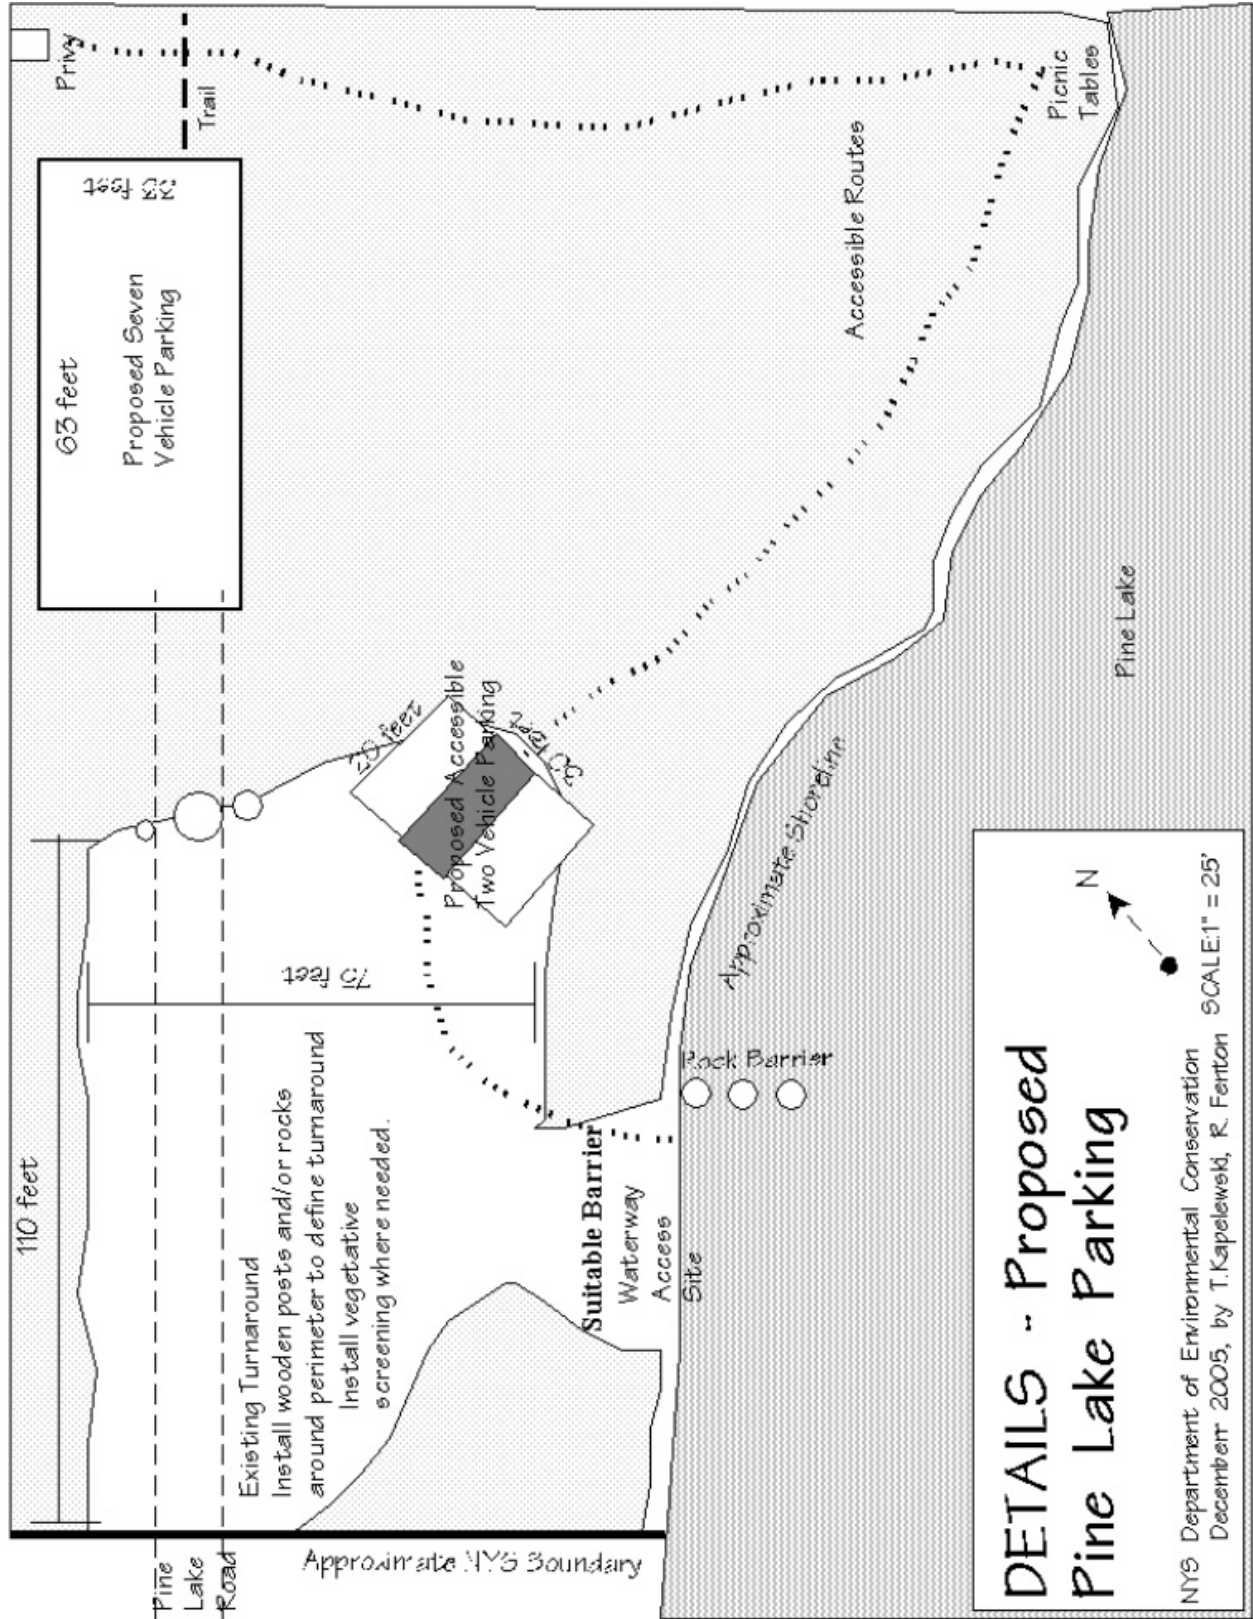 110 feet
Pine
Lake
Road
Existing Turnaround
Install wooden posts and/or rocks
around perimeter to define turnaround
Install vegetative
screening where needed.
Approximate NYS Boundary
75 feet
63 feet
33 feet
Proposed Seven
Vehicle Parking
Privy
Trail
20 feet
30 feet
Proposed Accessible
Two Vehicle Parking
Accessible Routes
Picnic
Tables
Suitable Barrier
Waterway
Access
Site
Rock Barrier
Approximate Shoreline
Pine Lake
DETAILS -- Proposed
Pine Lake Parking
N
NYS Department of Environmental Conservation
December 2005, by T.Kapelewski, R. Fenton
SCALE:1" = 25'